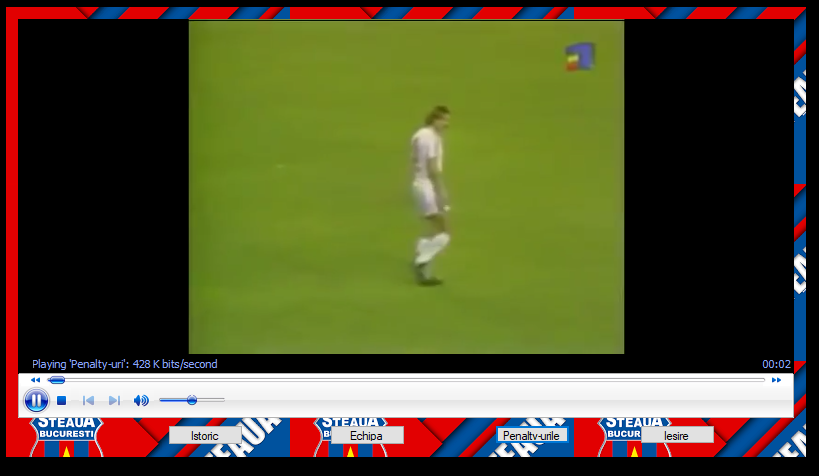 Playing 'Penalty-uri': 428 K bits/second
00:02
STEAUA
BUCURESTI
Istoric
STEAUA
Echipa
Penalty-urile
STEAUA
Iesire